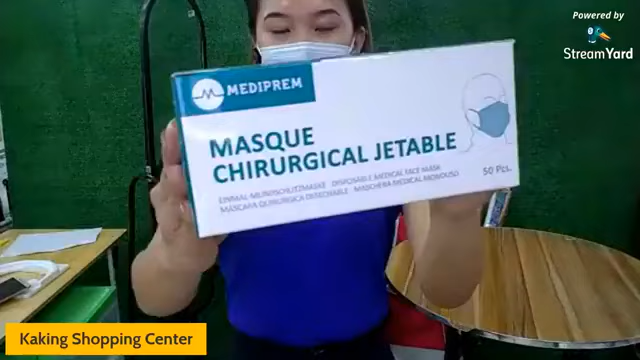 Powered by
StreamYard
MEDIPREM
MASQUE
CHIRURGICAL JETABLE
EINMAL-MUNDSCHUTZMASKE DISPOSABLE MEDICAL FACE MASK
MASCARA QUIRURGICA DESECHABLE MASCHERA MEDICAL MONOUSO
50 Pcs.
Kaking Shopping Center